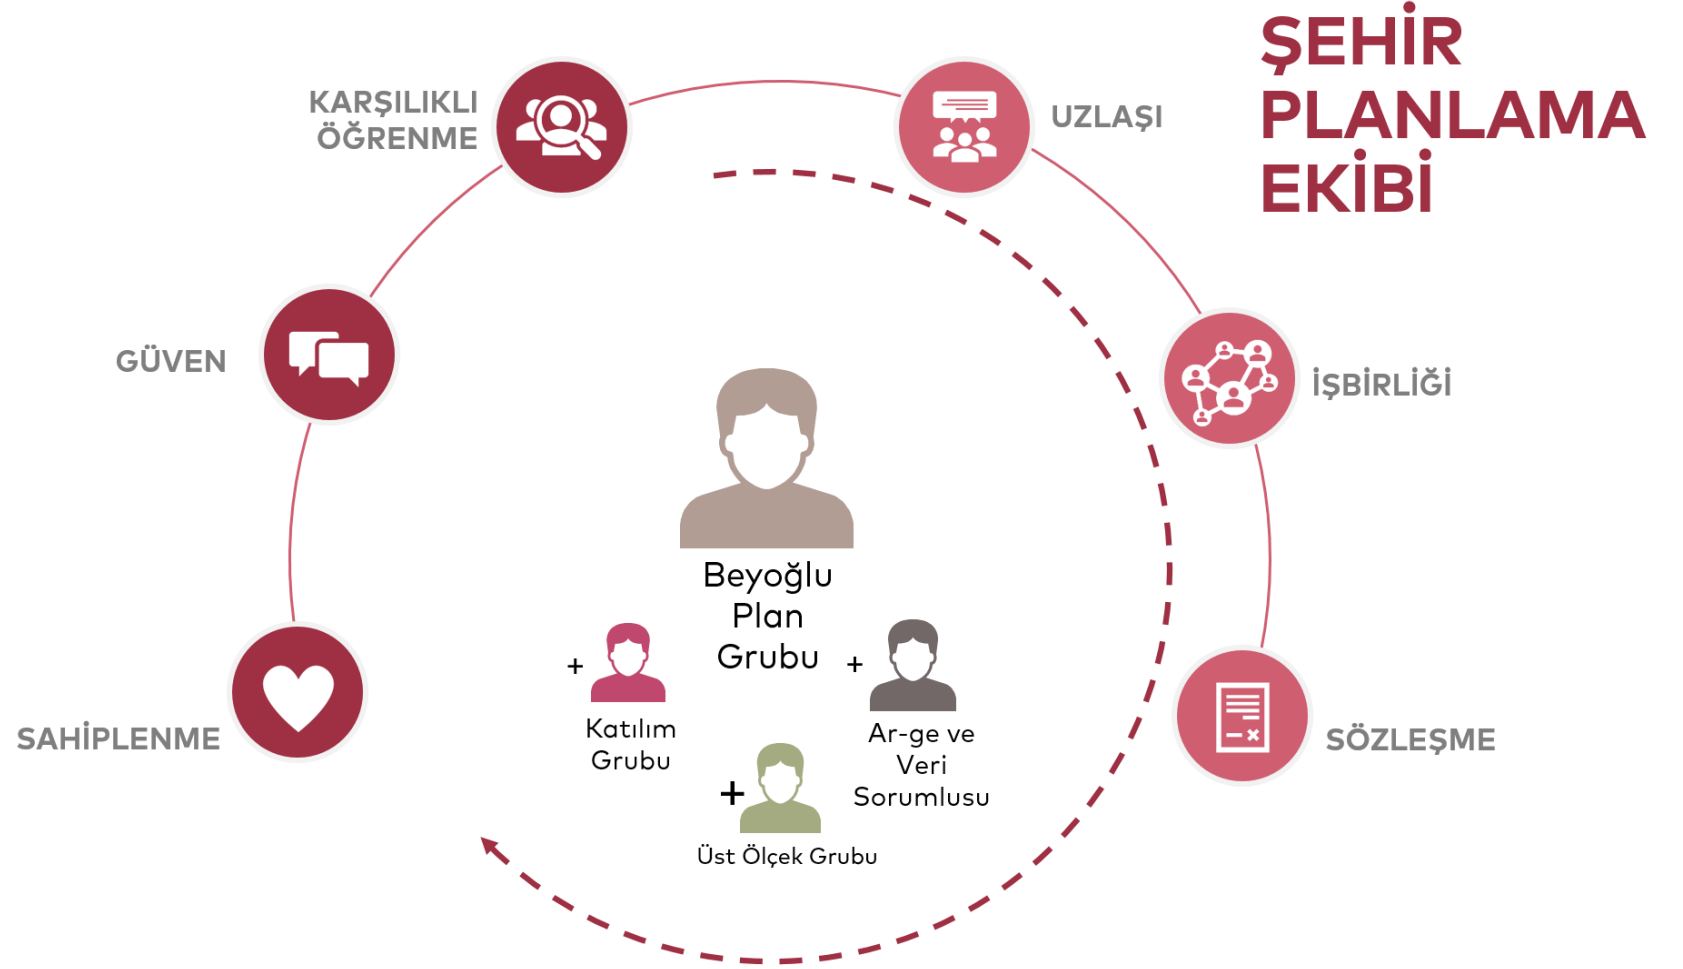 ŞEHİR
PLANLAMA
EKİBİ
KARŞILIKLI
ÖĞRENME
UZLAŞI
GÜVEN
İŞBİRLİĞİ
SAHİPLENME
SÖZLEŞME
Beyoğlu
Plan
Grubu
+
Katılım
Grubu
+
Ar-ge ve
Veri
Sorumlusu
+
Üst Ölçek Grubu